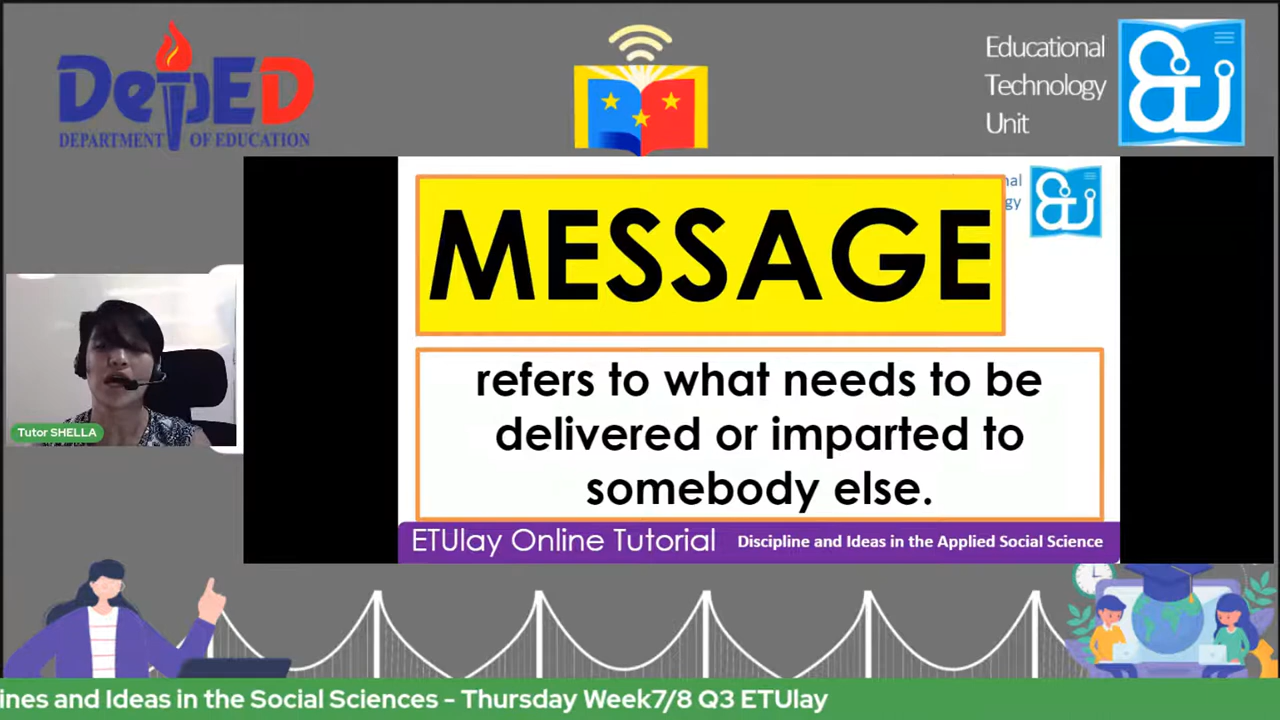 DepED
DEPARTMENT OF EDUCATION
Educational
Technology
Unit
MESSAGE
refers to what needs to be
delivered or imparted to
somebody else.
ETUlay Online Tutorial
Discipline and Ideas in the Applied Social Science
Tutor SHELLA
ines and Ideas in the Social Sciences - Thursday Week7/8 Q3 ETUlay